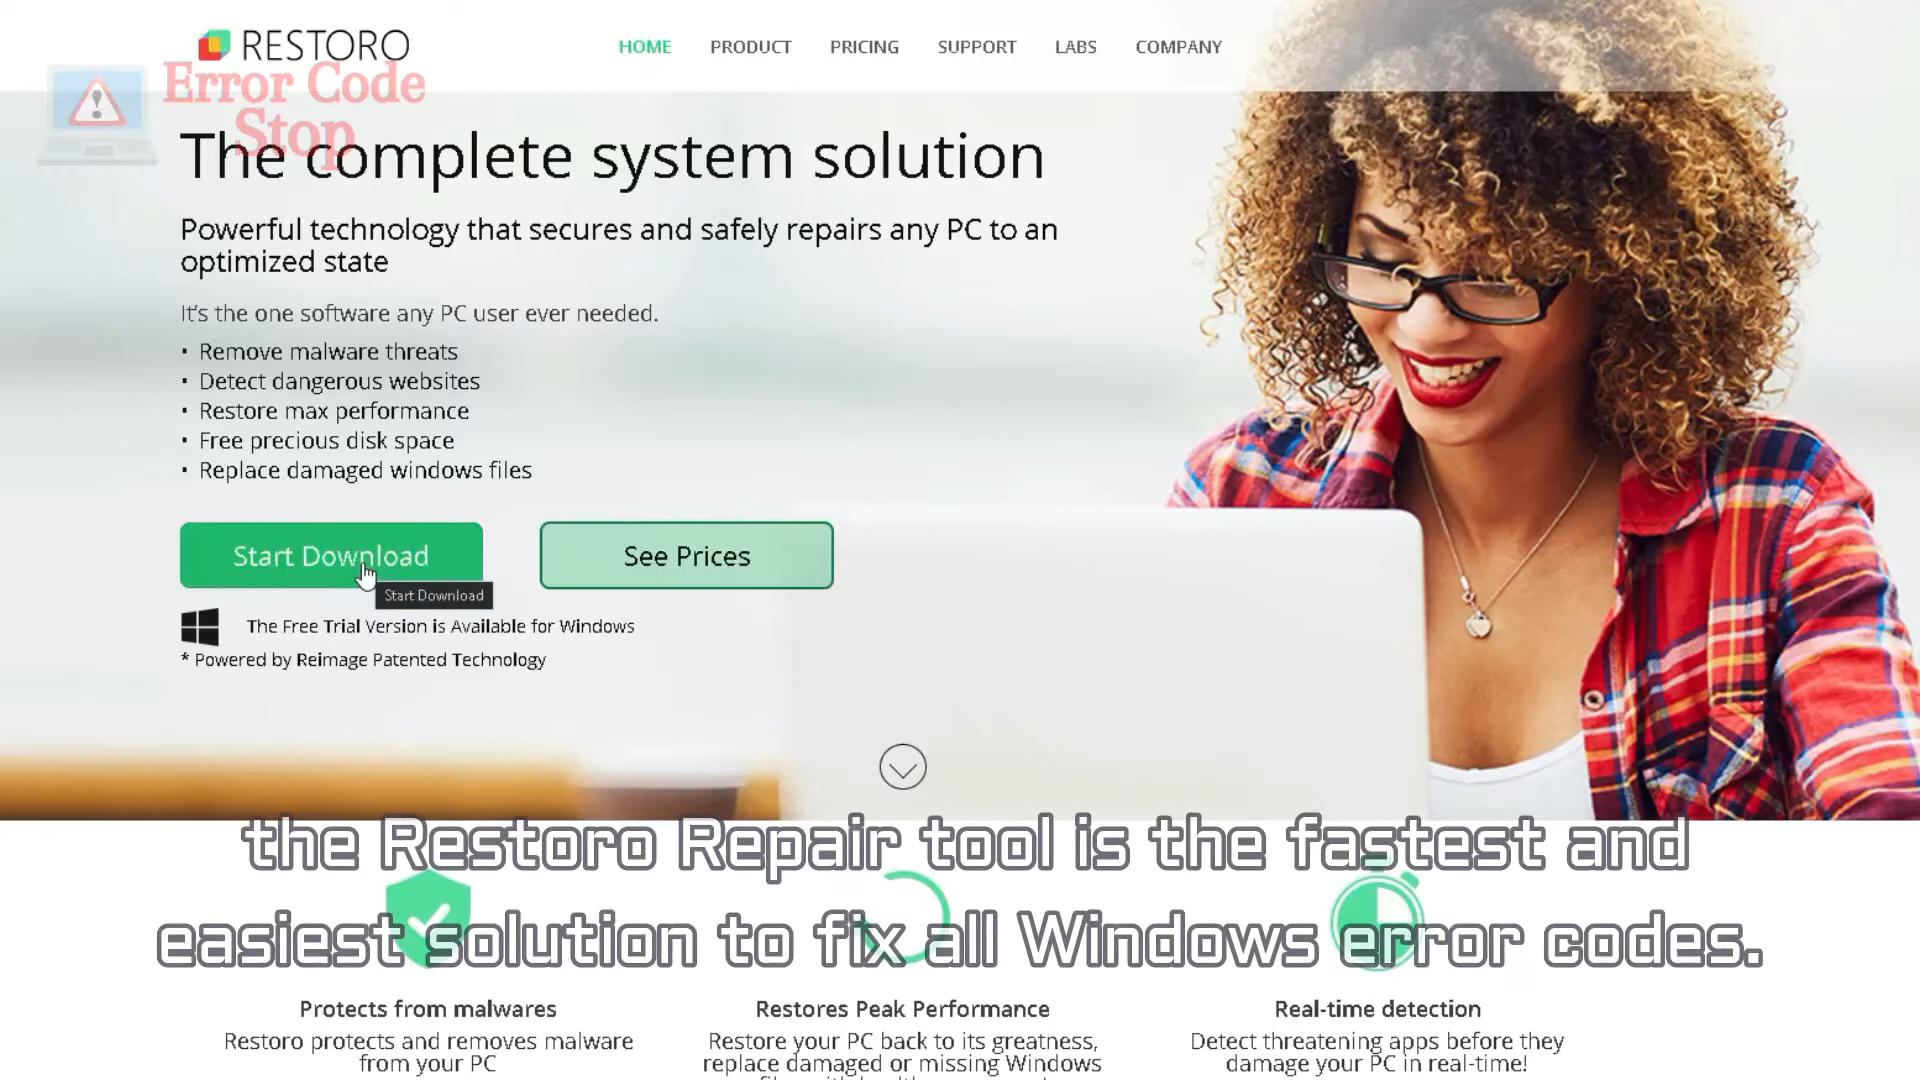 RESTORO
HOME PRODUCT PRICING SUPPORT LABS COMPANY
Error Code
Stop
The complete system solution
Powerful technology that secures and safely repairs any PC to an
optimized state
It's the one software any PC user ever needed.
· Remove malware threats
· Detect dangerous websites
· Restore max performance
· Free precious disk space
· Replace damaged windows files
Start Download
See Prices
Start Download
The Free Trial Version is Available for Windows
* Powered by Reimage Patented Technology
the Restoro Repair tool is the fastest and
easiest solution to fix all Windows error codes.
Protects from malwares
Restoro protects and removes malware
from your PC
Restores Peak Performance
Restore your PC back to its greatness,
replace damaged or missing Windows
Real-time detection
Detect threatening apps before they
damage your PC in real-time!